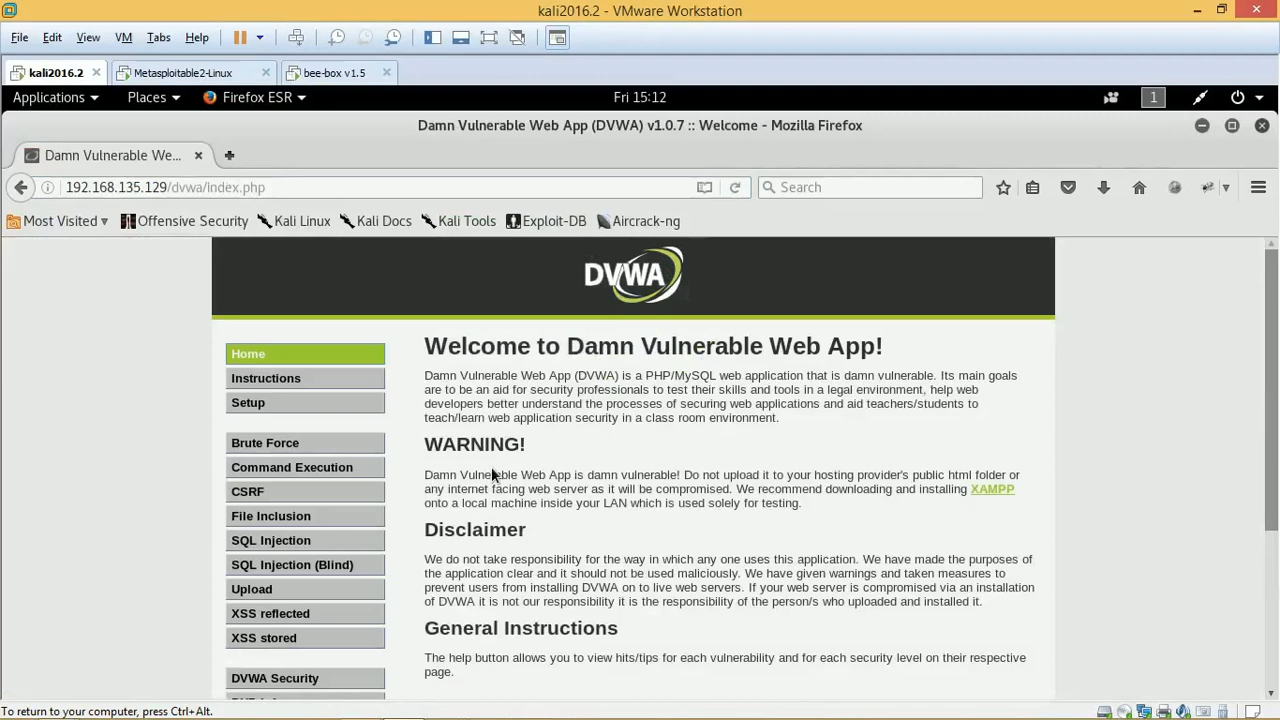 kali2016.2 - VMware Workstation
File Edit View VM Tabs Help
kali2016.2 Metasploitable2-Linux bee-box v1.5
Applications Places Firefox ESR Fri 15:12 1
Damn Vulnerable Web App (DVWA) v1.0.7 :: Welcome - Mozilla Firefox
Damn Vulnerable We...
192.168.135.129/dvwa/index.php Search
Most Visited Offensive Security Kali Linux Kali Docs Kali Tools Exploit-DB Aircrack-ng
DVWA
Home
Instructions
Setup
Brute Force
Command Execution
CSRF
File Inclusion
SQL Injection
SQL Injection (Blind)
Upload
XSS reflected
XSS stored
DVWA Security
Welcome to Damn Vulnerable Web App!
Damn Vulnerable Web App (DVWA) is a PHP/MySQL web application that is damn vulnerable. Its main goals
are to be an aid for security professionals to test their skills and tools in a legal environment, help web
developers better understand the processes of securing web applications and aid teachers/students to
teach/learn web application security in a class room environment.
WARNING!
Damn Vulnerable Web App is damn vulnerable! Do not upload it to your hosting provider's public html folder or
any internet facing web server as it will be compromised. We recommend downloading and installing XAMPP
onto a local machine inside your LAN which is used solely for testing.
Disclaimer
We do not take responsibility for the way in which any one uses this application. We have made the purposes of
the application clear and it should not be used maliciously. We have given warnings and taken measures to
prevent users from installing DVWA on to live web servers. If your web server is compromised via an installation
of DVWA it is not our responsibility it is the responsibility of the person/s who uploaded and installed it.
General Instructions
The help button allows you to view hits/tips for each vulnerability and for each security level on their respective
page.
To return to your computer, press Ctrl+Alt.